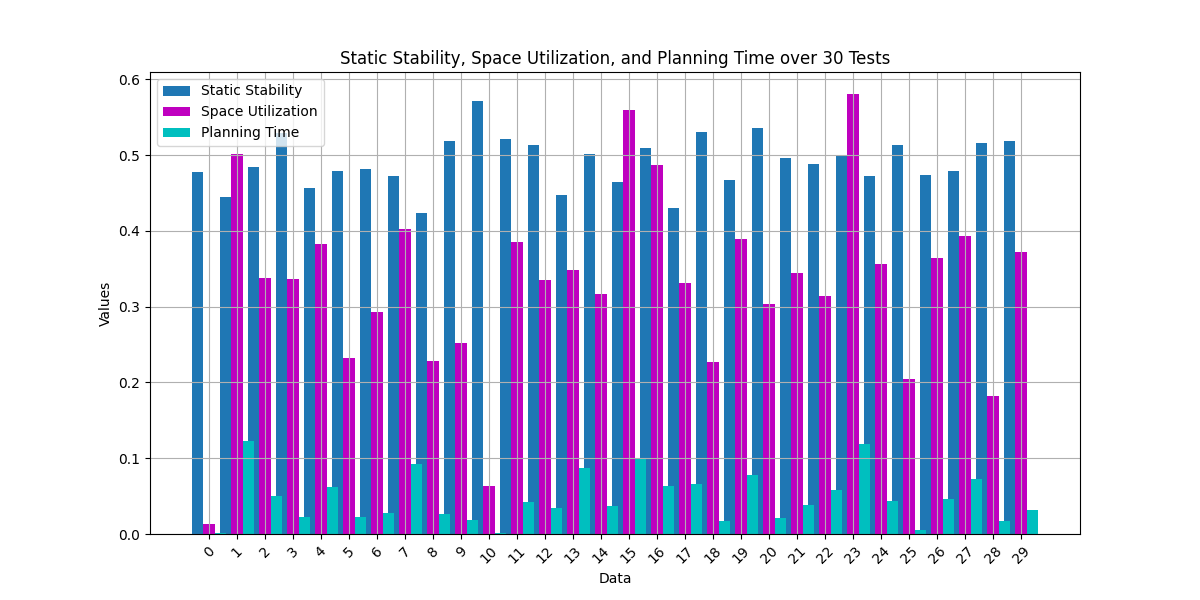 Static Stability, Space Utilization, and Planning Time over 30 Tests
Static Stability
Space Utilization
Planning Time
Values
0.6
0.5
0.4
0.3
0.2
0.1
0.0
0 1 2 3 4 5 6 7 8 9 10 11 12 13 14 15 16 17 18 19 20 21 22 23 24 25 26 27 28 29
Data